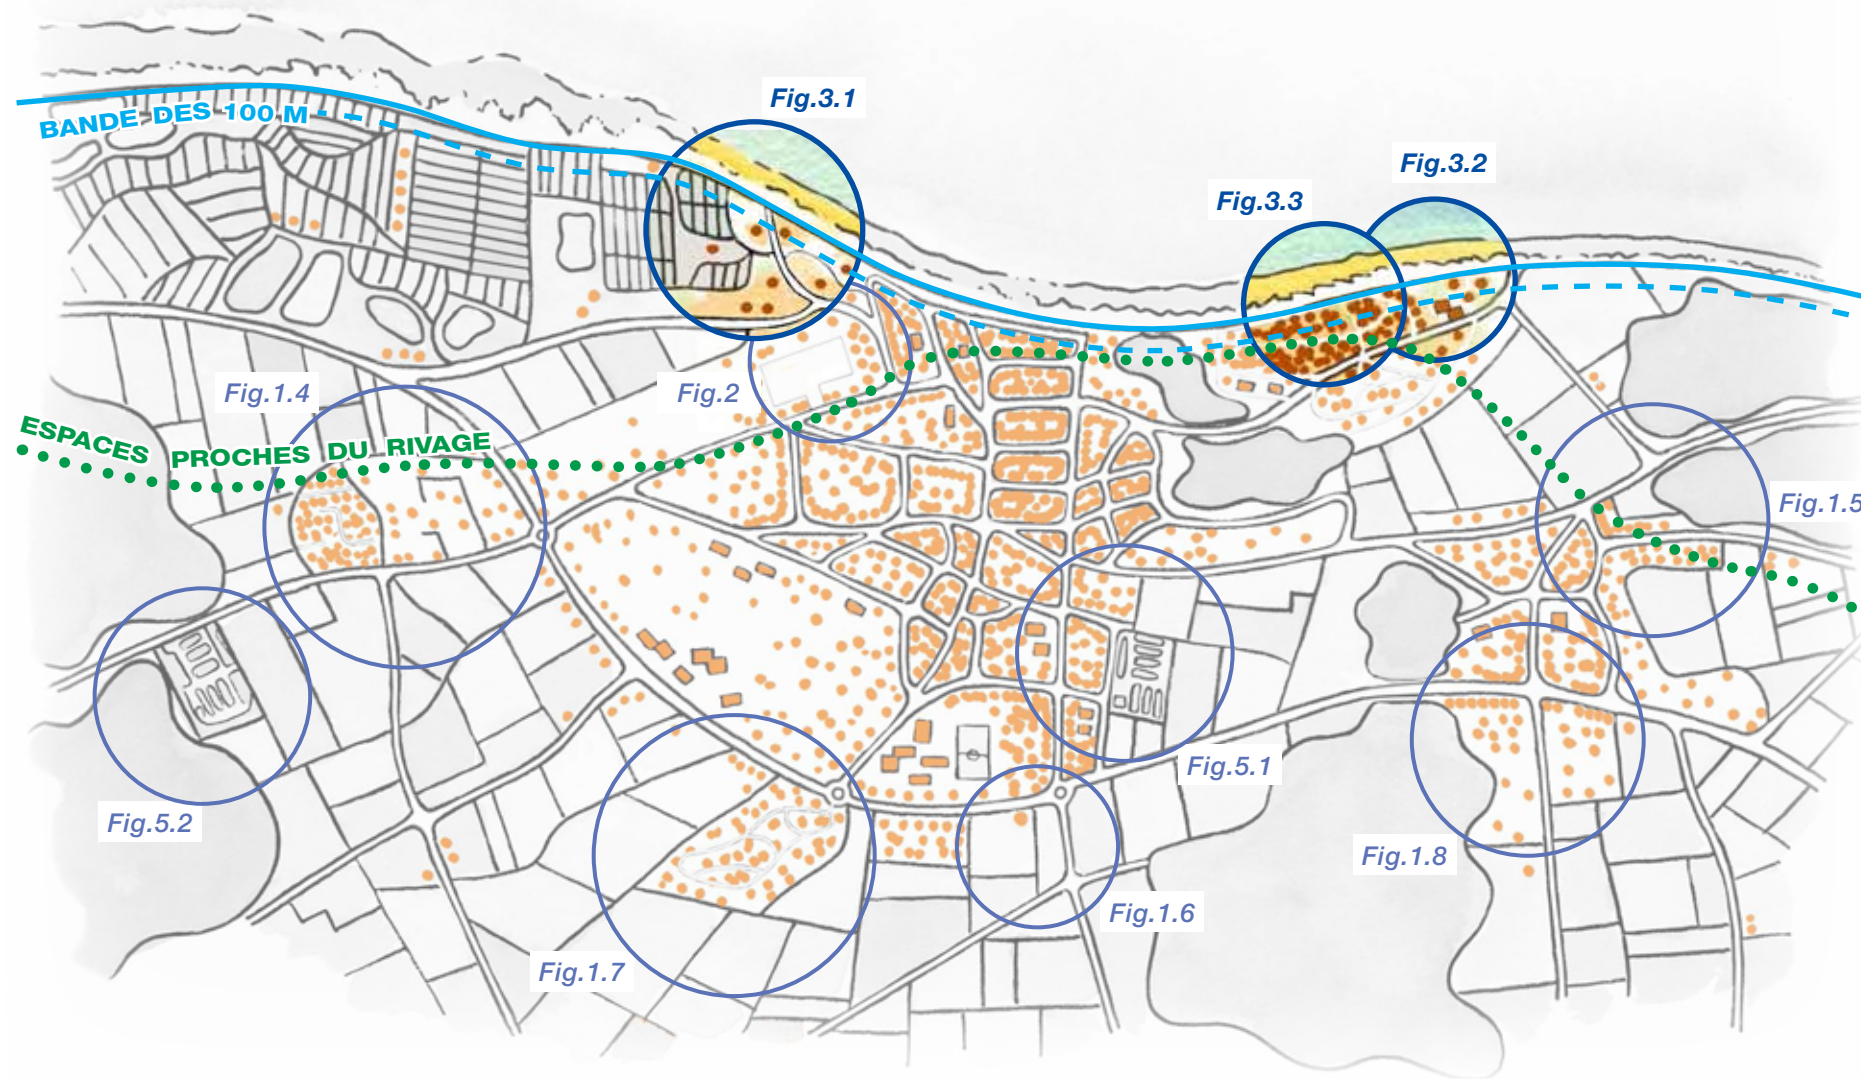 Fig.3.1
BANDE DES 100 M
Fig.3.2
Fig.3.3
Fig.1.4
Fig.2
ESPACES PROCHES DU RIVAGE
Fig.1.5
Fig.5.1
Fig.5.2
Fig.1.8
Fig.1.6
Fig.1.7